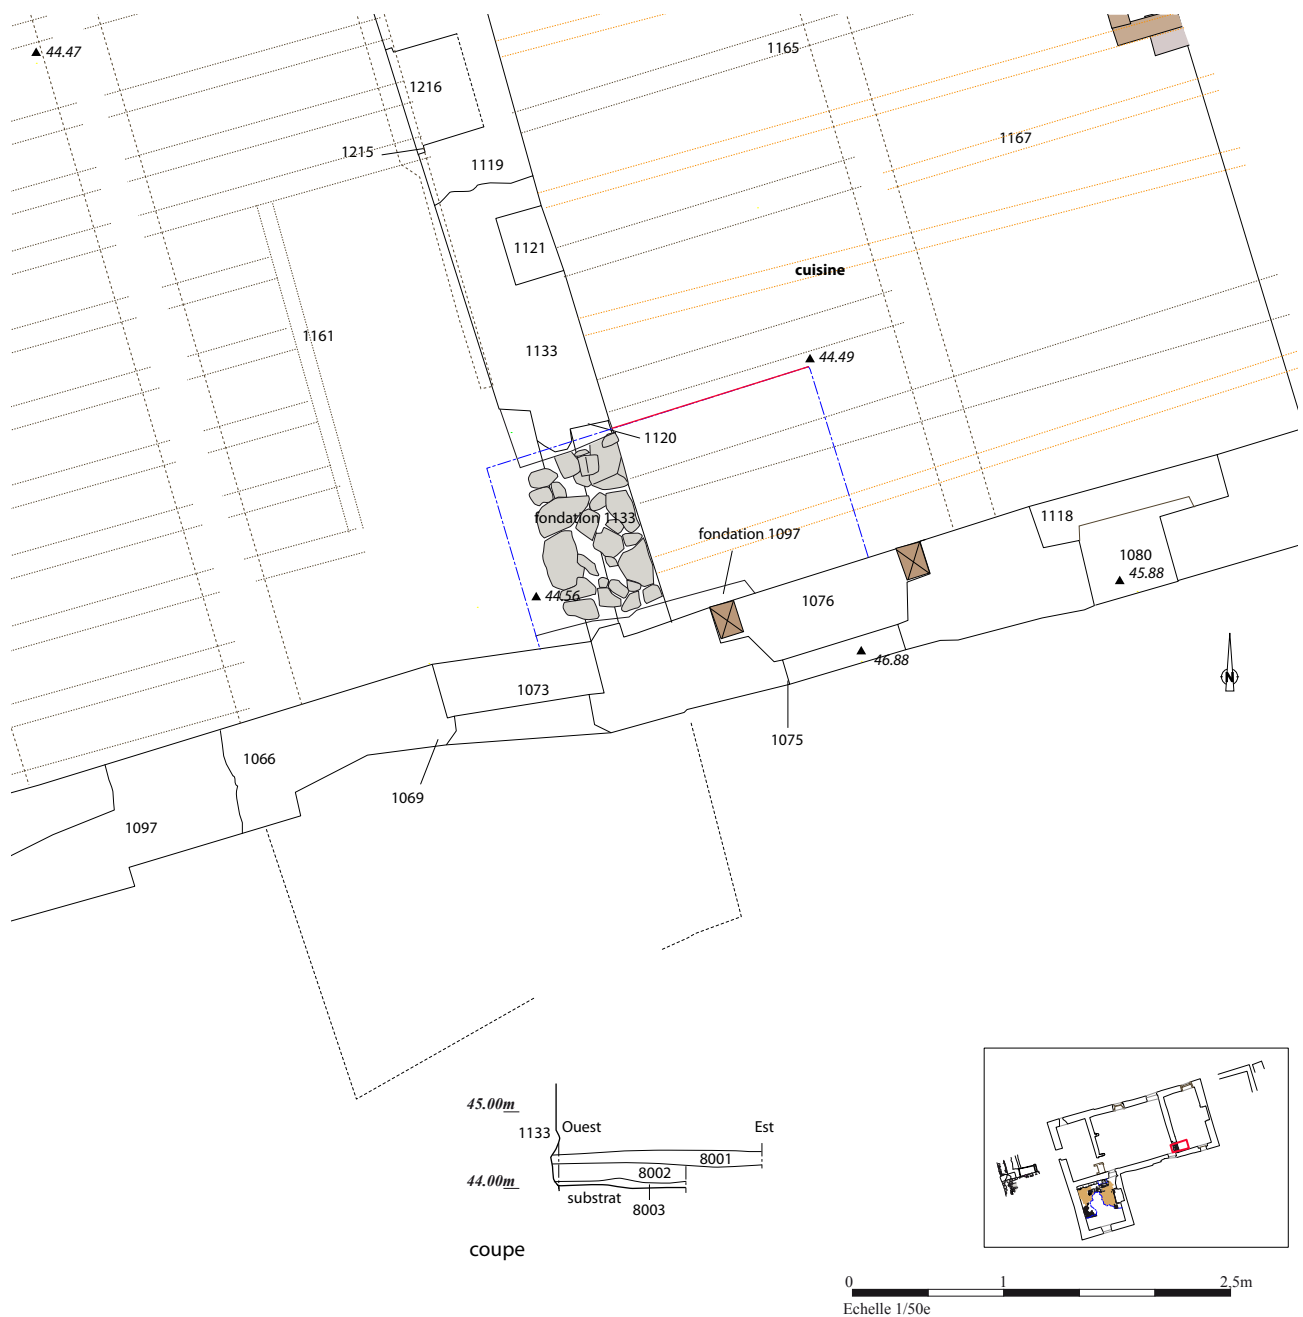 44.47
1165
1216
1167
1215
1119
1121
cuisine
1161
1133
44.49
1120
fondation 1133
1118
fondation 1097
1080
45.88
44.56
1076
46.88
N
1073
1075
1066
1069
1097
45.00m
Ouest
Est
1133
8001
8002
44.00m
substrat
8003
coupe
0 1 2,5m
Echelle 1/50e